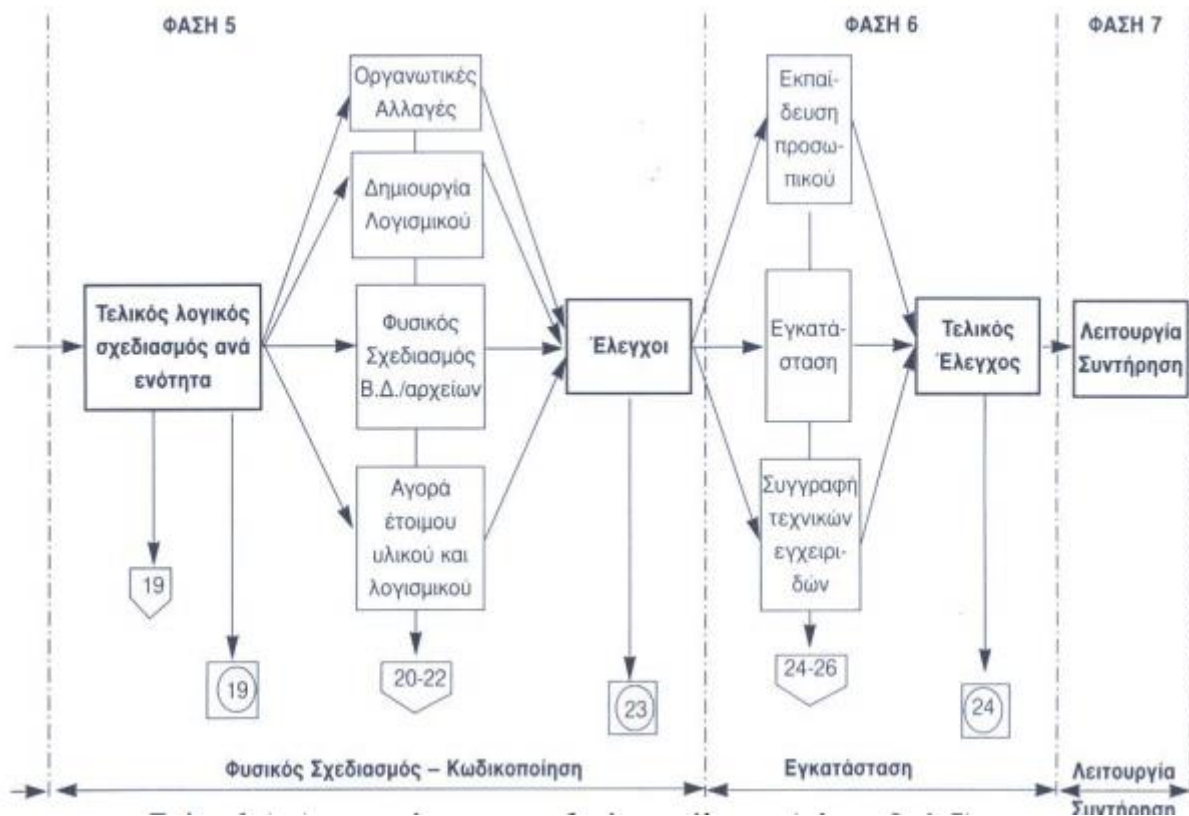 ΦΑΣΗ 5
ΦΑΣΗ 6
ΦΑΣΗ 7
Οργανωτικές
Αλλαγές
Δημιουργία
Λογισμικού
Τελικός λογικός
σχεδιασμός ανά
ενότητα
Φυσικός
Σχεδιασμός
Β.Δ./αρχείων
Αγορά
έτοιμου
υλικού και
λογισμικού
Έλεγχοι
Εκπαί-
δευση
προσω-
πικού
Εγκατά-
σταση
Συγγραφή
τεχνικών
εγχειρι-
δών
Τελικός
Έλεγχος
Λειτουργία
Συντήρηση
19
19
20-22
23
24-26
24
Φυσικός Σχεδιασμός – Κωδικοποίηση
Εγκατάσταση
Λειτουργία
Συντήρηση